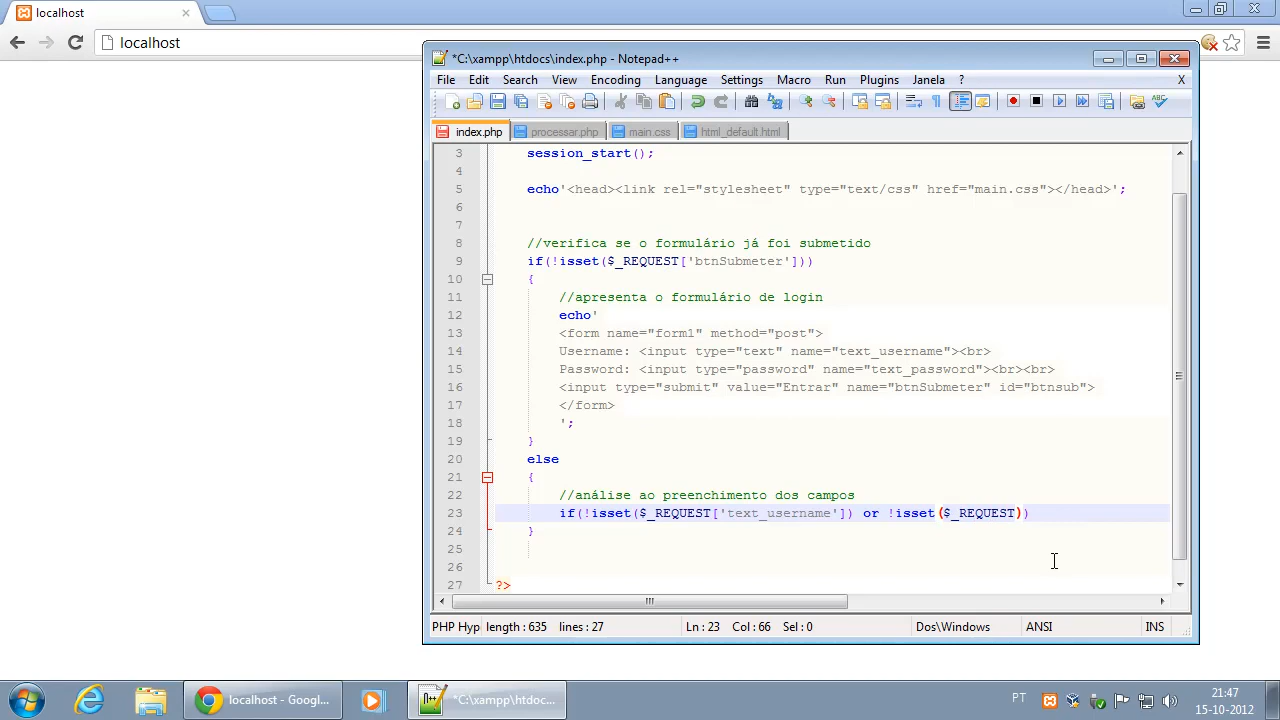 localhost
localhost
*C:\xampp\htdocs\index.php - Notepad++
File Edit Search View Encoding Language Settings Macro Run Plugins Janela ? X
index.php processar.php main.css html_default.html
3 session_start();
4
5 echo'<head><link rel="stylesheet" type="text/css" href="main.css"></head>';
6
7
8 //verifica se o formulário já foi submetido
9 if(!isset($_REQUEST['btnSubmeter']))
10 {
11 //apresenta o formulário de login
12 echo'
13 <form name="form1" method="post">
14 Username: <input type="text" name="text_username"><br>
15 Password: <input type="password" name="text_password"><br><br>
16 <input type="submit" value="Entrar" name="btnSubmeter" id="btnsub">
17 </form>
18 ';
19 }
20 else
21 {
22 //análise ao preenchimento dos campos
23 if(!isset($_REQUEST['text_username']) or !isset($_REQUEST))
24 }
25
26
27 ?>
PHP Hyp length : 635 lines : 27 Ln : 23 Col : 66 Sel : 0 Dos\Windows ANSI INS
localhost - Googl... *C:\xampp\htdoc... PT 21:47
15-10-2012